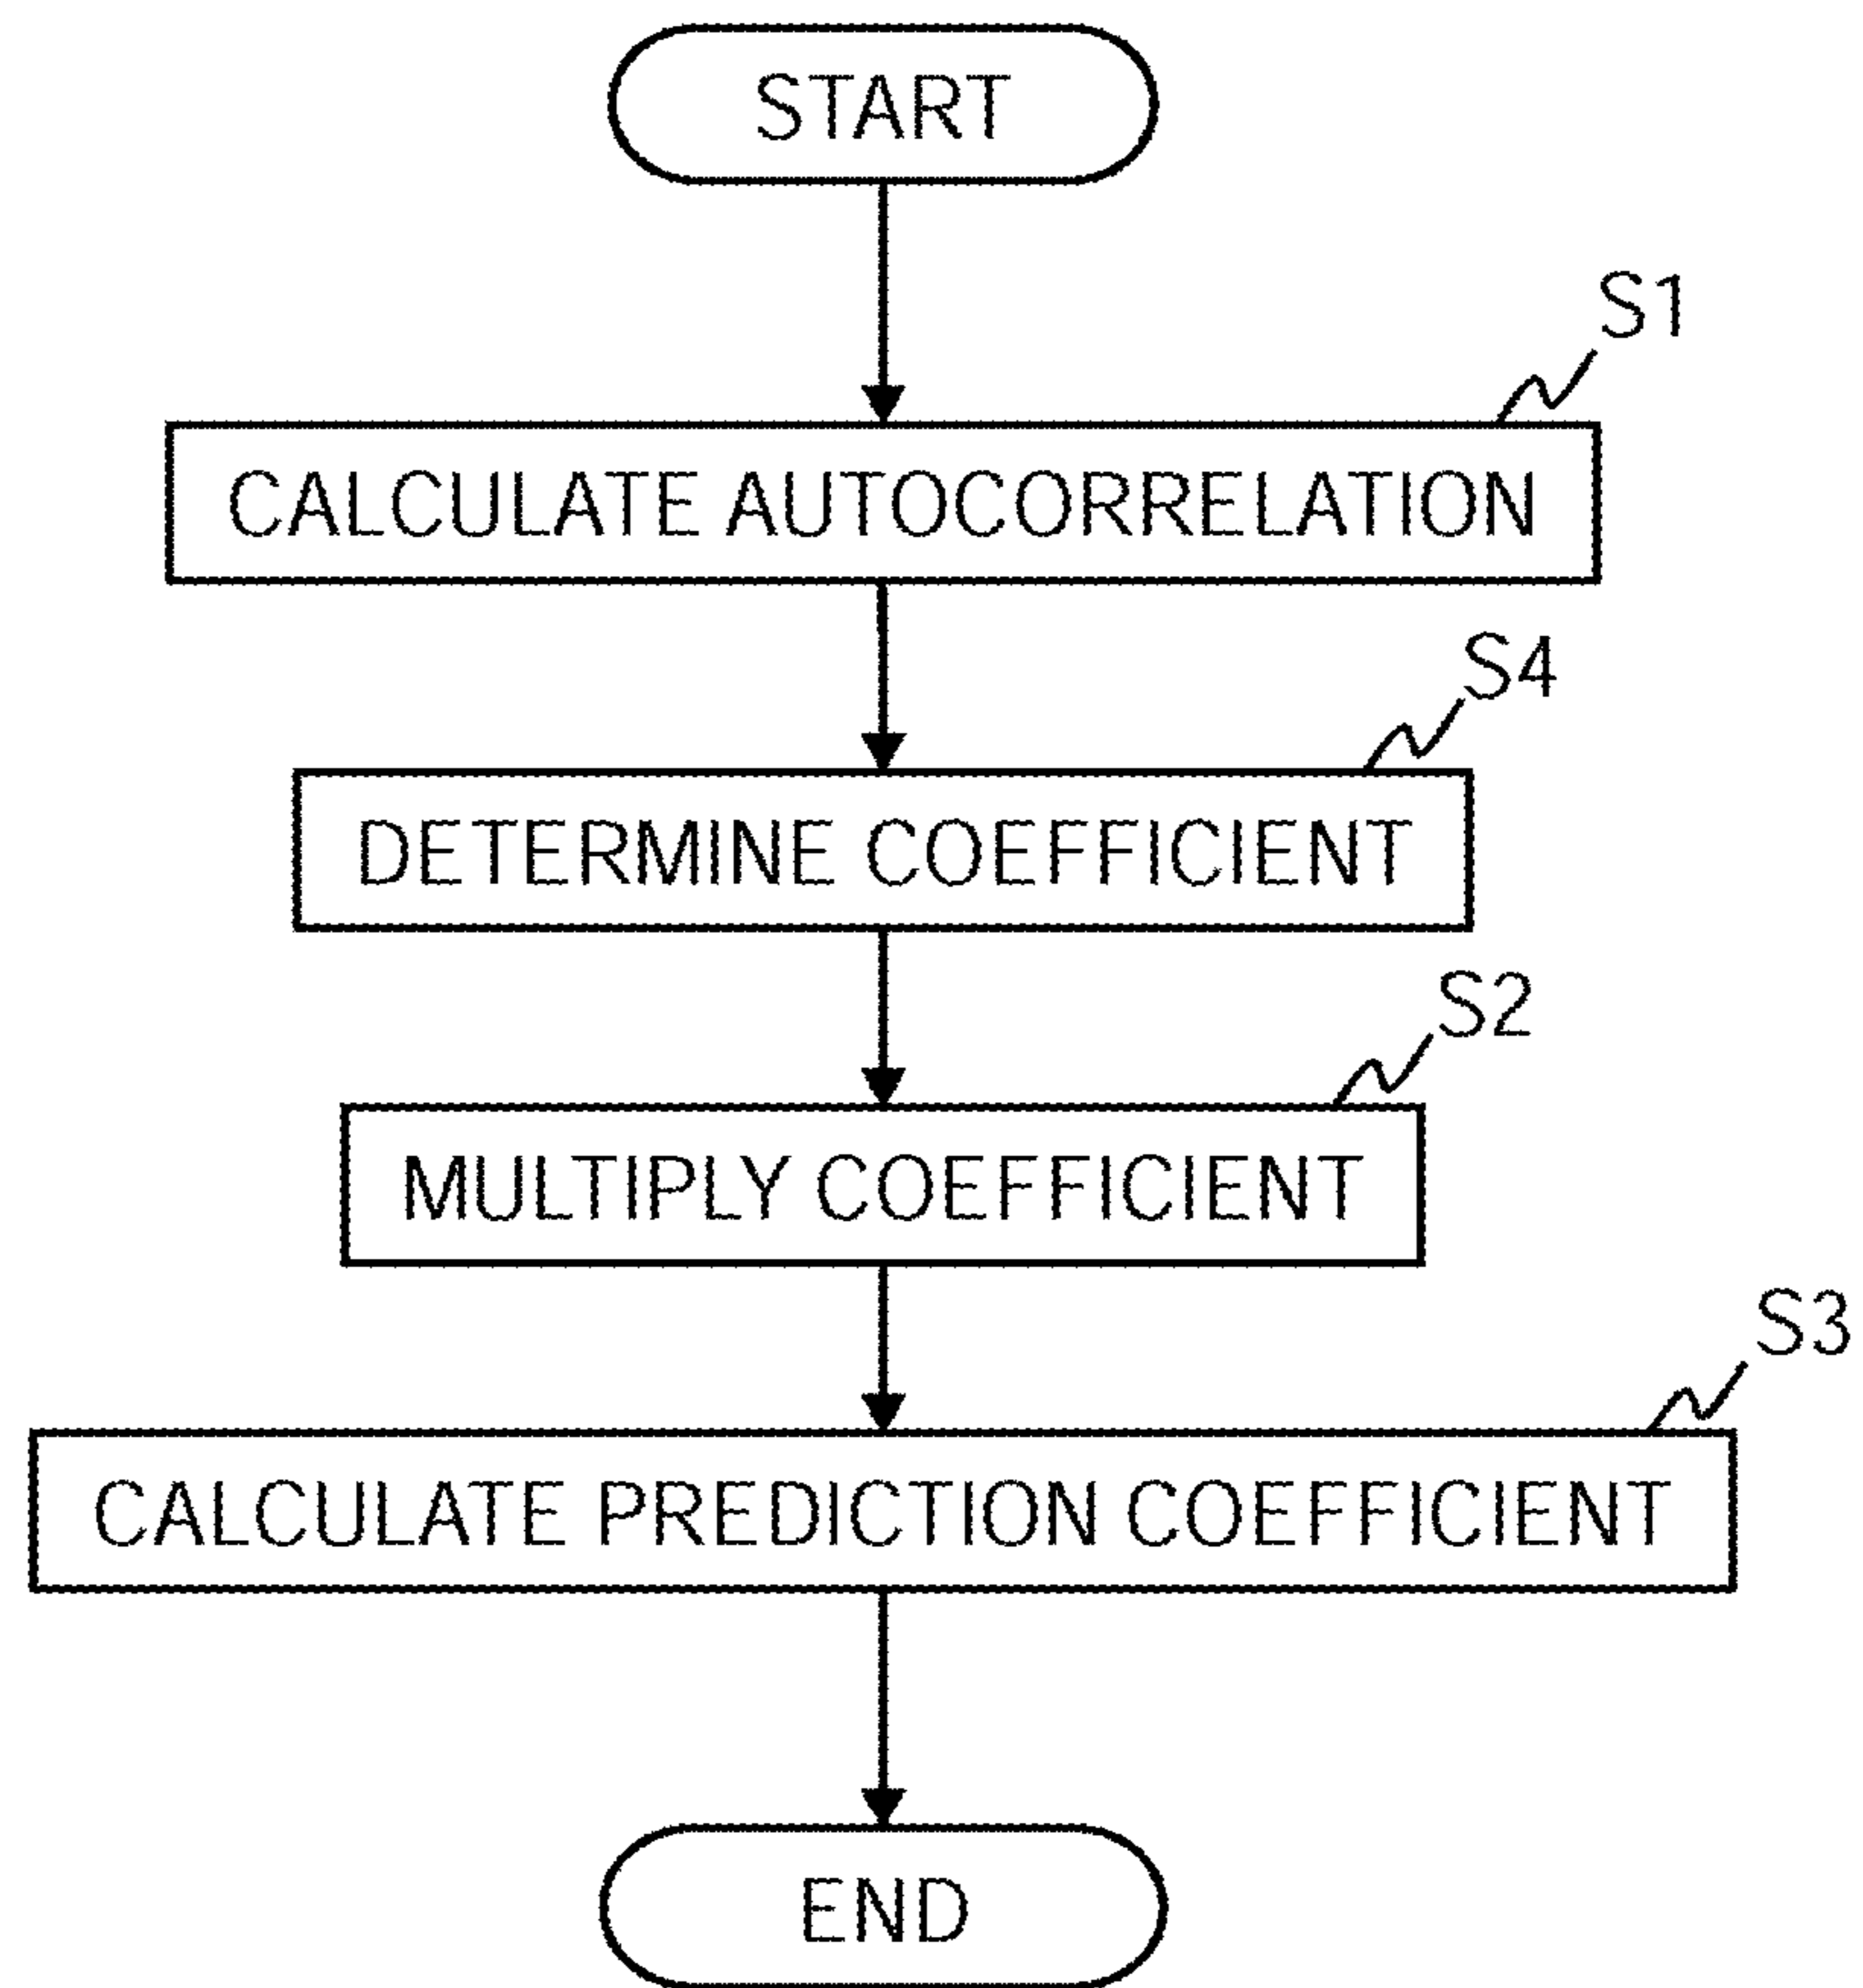 START
S1
CALCULATE AUTOCORRELATION
S4
DETERMINE COEFFICIENT
S2
MULTIPLY COEFFICIENT
S3
CALCULATE PREDICTION COEFFICIENT
END